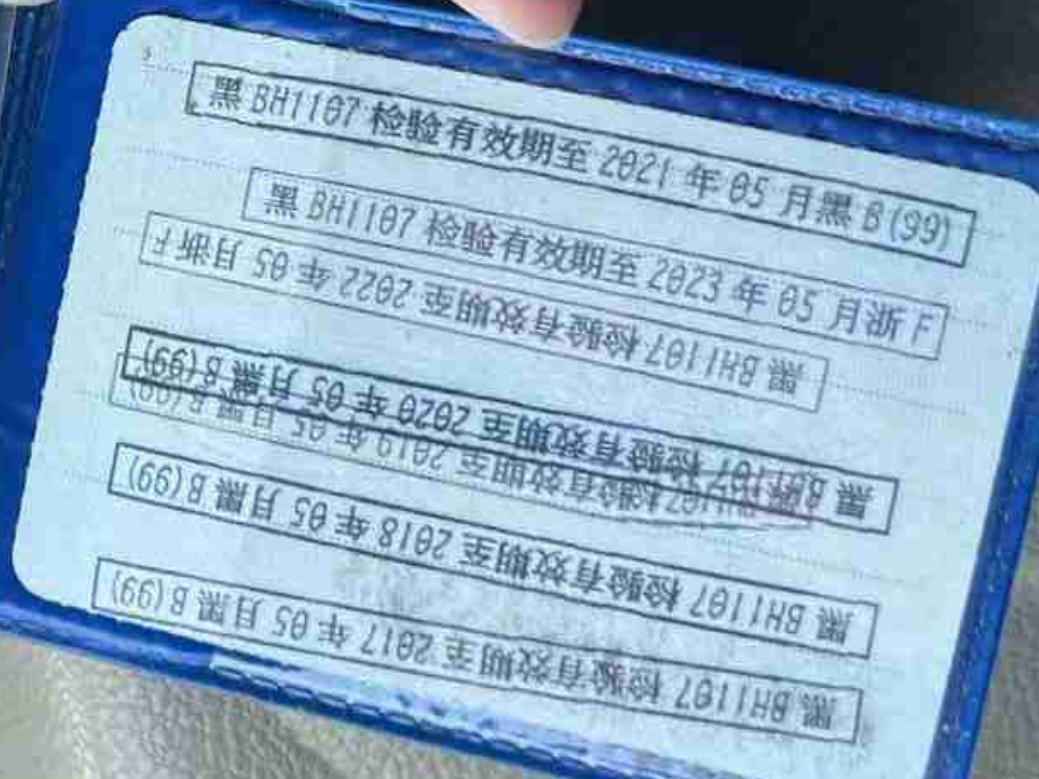 黑 BH1107 检验有效期至 2021 年 05 月黑 B(99)
黑 BH1107 检验有效期至 2023 年 05 月浙 F
黑 BH1107 检验有效期至 2022 年 05 月浙 F
黑 BH1107 检验有效期至 2020 年 05 月黑 B(99)
黑 BH1107 检验有效期至 2019 年 05 月黑 B(99)
黑 BH1107 检验有效期至 2018 年 05 月黑 B(99)
黑 BH1107 检验有效期至 2017 年 05 月黑 B(99)